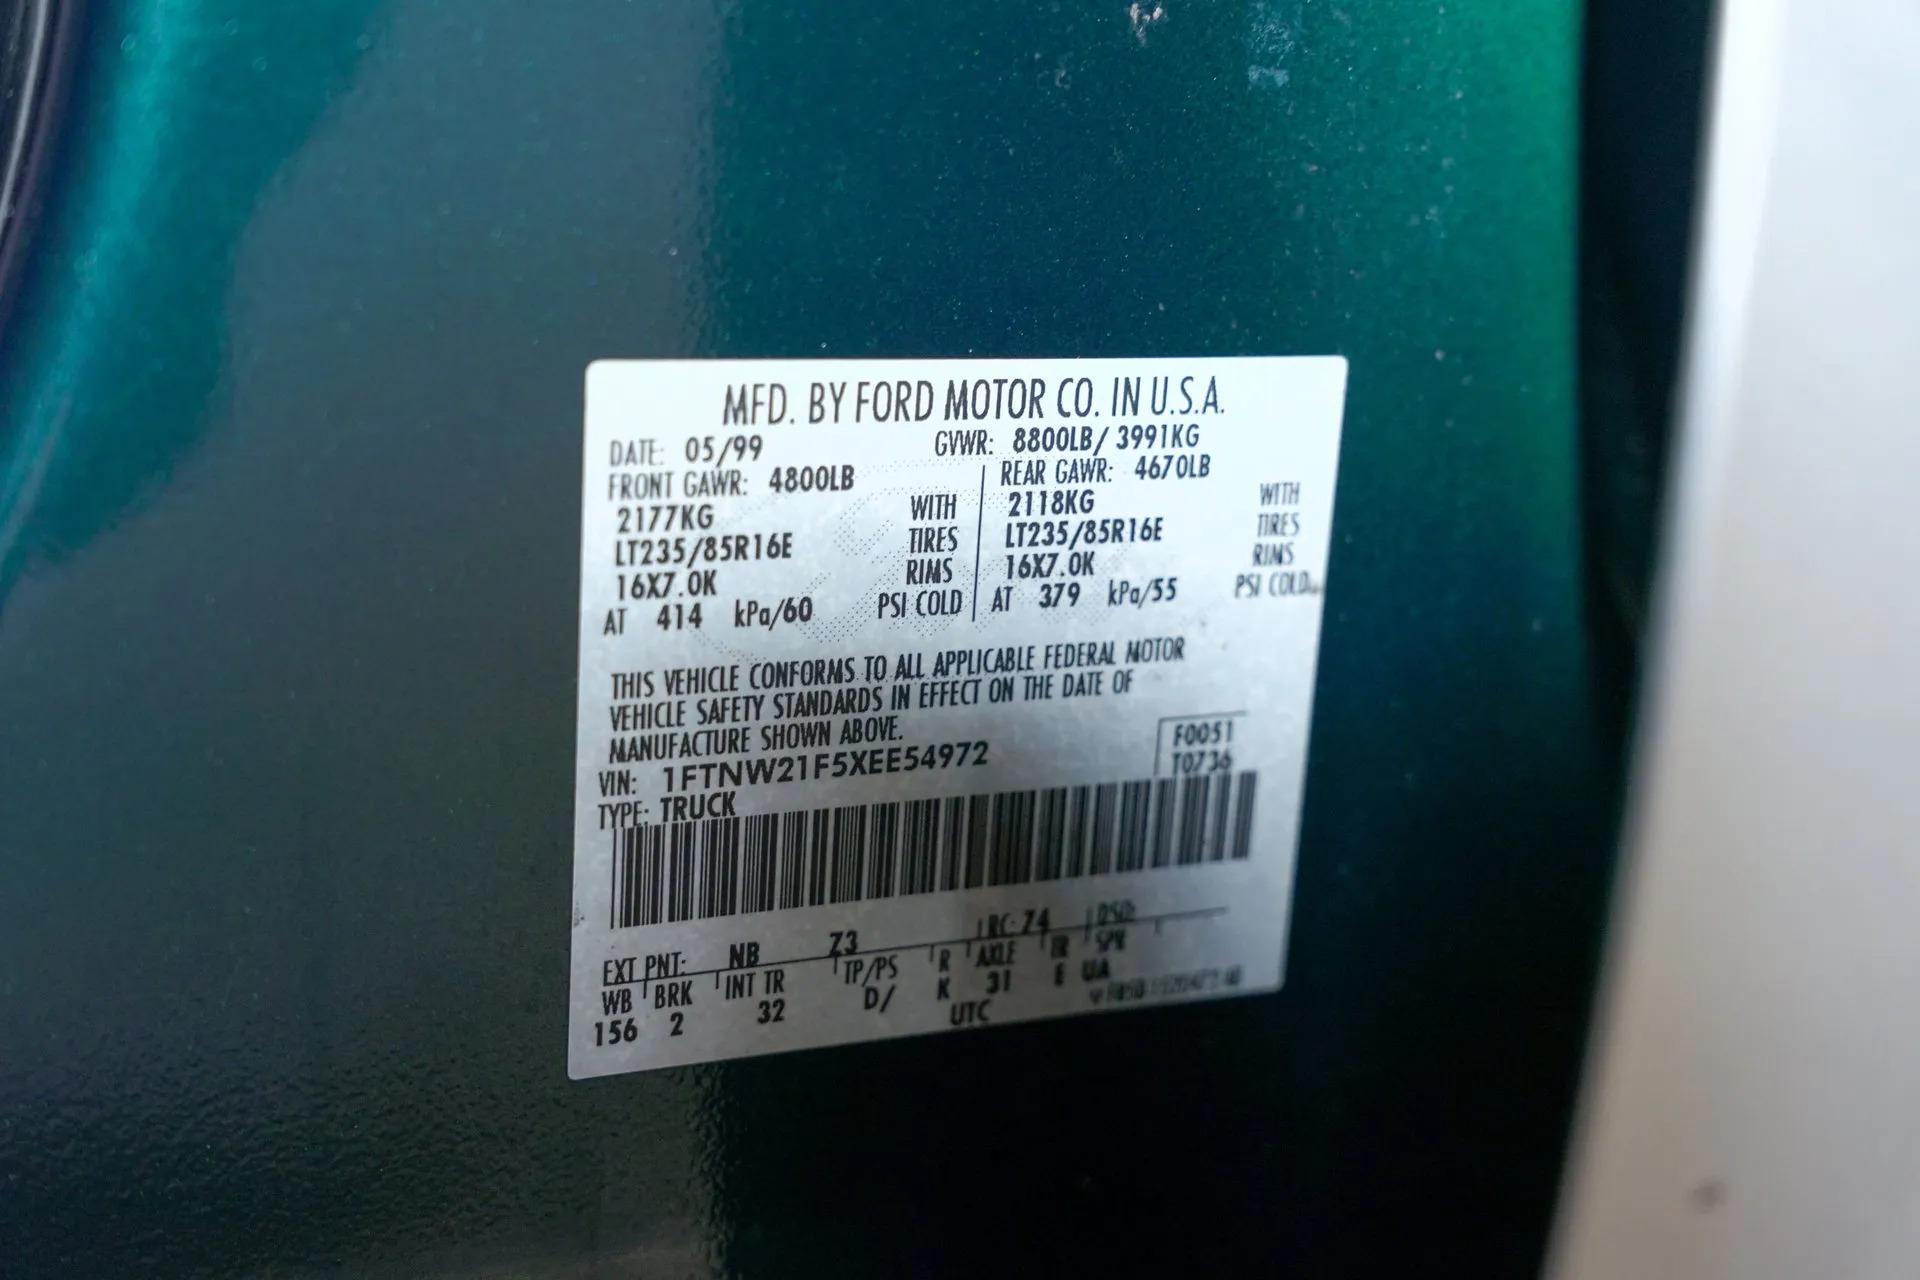 MFD. BY FORD MOTOR CO. IN U.S.A.
DATE: 05/99 GVWR: 8800LB/ 3991KG
FRONT GAWR: 4800LB REAR GAWR: 4670LB
2177KG WITH 2118KG WITH
LT235/85R16E TIRES LT235/85R16E TIRES
16X7.0K RIMS 16X7.0K RIMS
AT 414 kPa/60 PSI COLD AT 379 kPa/55 PSI COLD
THIS VEHICLE CONFORMS TO ALL APPLICABLE FEDERAL MOTOR
VEHICLE SAFETY STANDARDS IN EFFECT ON THE DATE OF
MANUFACTURE SHOWN ABOVE.
F0051
VIN: 1FTNW21F5XEE54972 T0736
TYPE: TRUCK
EXT PNT: NB Z3 RC: 74 DSO:
WB BRK INT TR TP/PS R AXLE TR SPR
156 2 32 D/ K 31 E UA
UTC